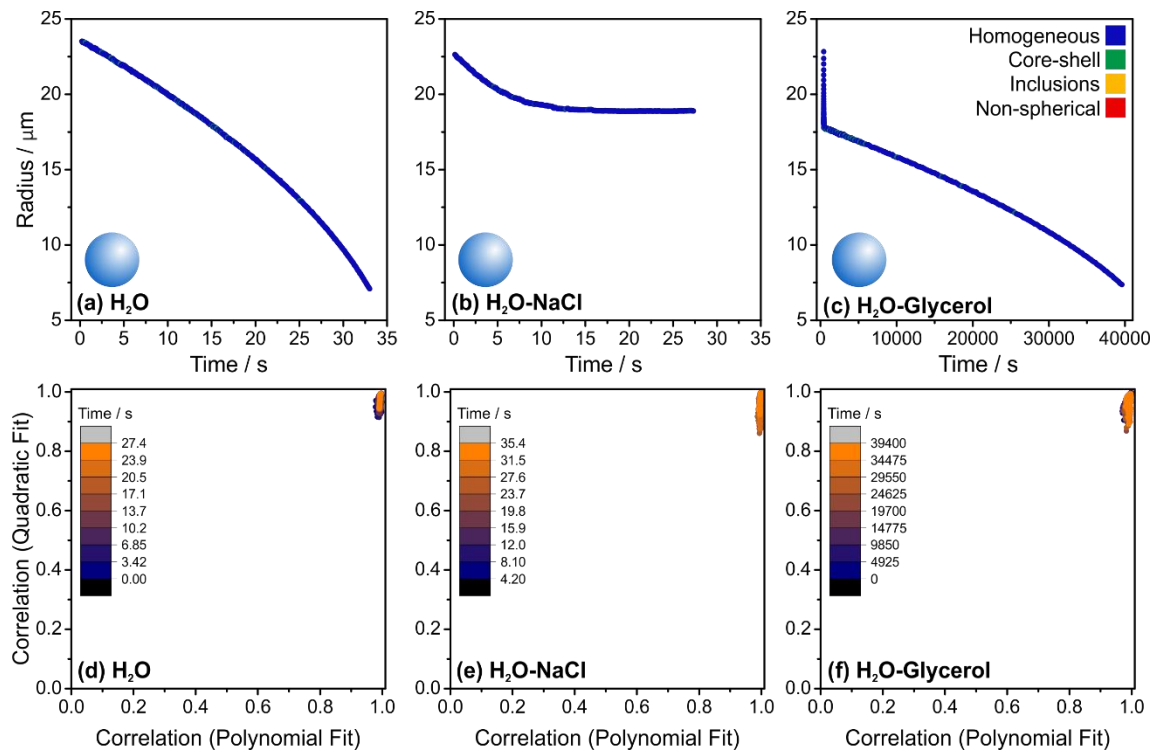 25
20
15
10
5
Radius / μm
0 5 10 15 20 25 30 35
Time / s
(a) H₂O
25
20
15
10
5
0 5 10 15 20 25 30 35
Time / s
(b) H₂O-NaCl
25
20
15
10
5
Homogeneous
Core-shell
Inclusions
Non-spherical
0 10000 20000 30000 40000
Time / s
(c) H₂O-Glycerol
1.0
0.8
0.6
0.4
0.2
0.0
Correlation (Quadratic Fit)
Time / s
27.4
23.9
20.5
17.1
13.7
10.2
6.85
3.42
0.00
(d) H₂O
0.0 0.2 0.4 0.6 0.8 1.0
Correlation (Polynomial Fit)
1.0
0.8
0.6
0.4
0.2
0.0
Time / s
35.4
31.5
27.6
23.7
19.8
15.9
12.0
8.10
4.20
(e) H₂O-NaCl
0.0 0.2 0.4 0.6 0.8 1.0
Correlation (Polynomial Fit)
1.0
0.8
0.6
0.4
0.2
0.0
Time / s
39400
34475
29550
24625
19700
14775
9850
4925
0
(f) H₂O-Glycerol
0.0 0.2 0.4 0.6 0.8 1.0
Correlation (Polynomial Fit)